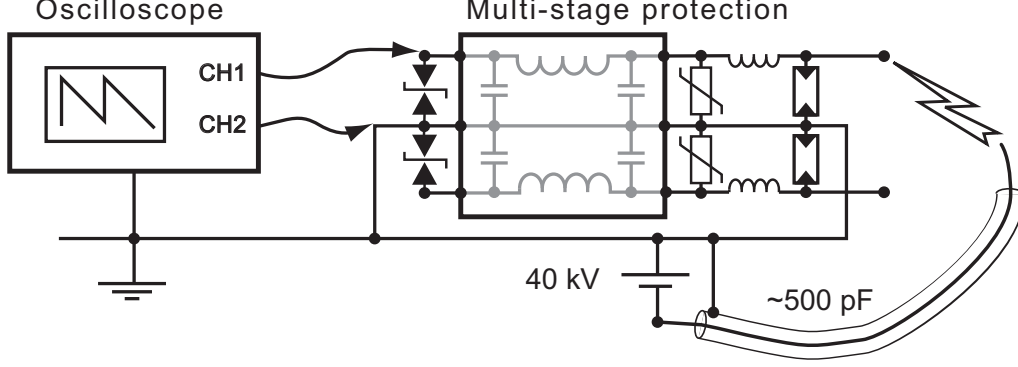 Oscilloscope
Multi-stage protection
CH1
CH2
40 kV
~500 pF